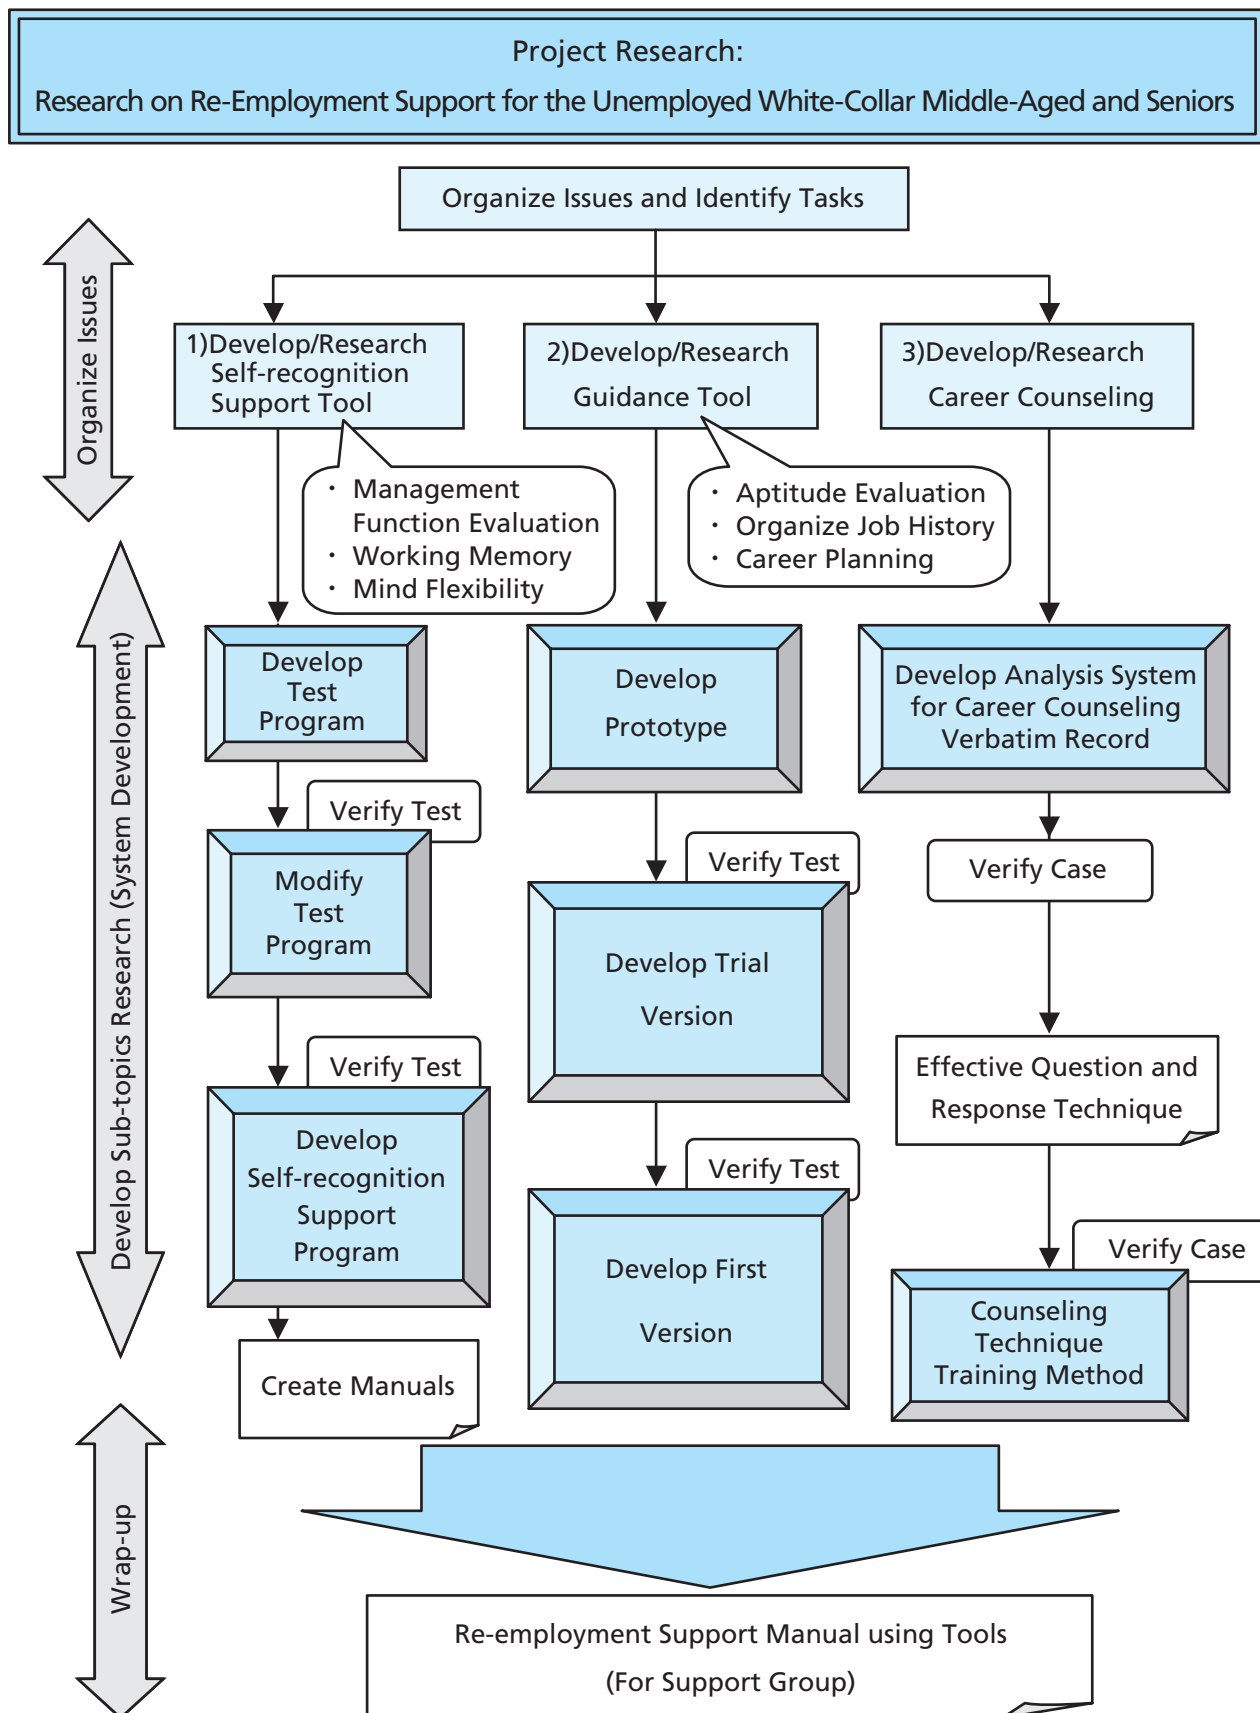 Project Research:
Research on Re-Employment Support for the Unemployed White-Collar Middle-Aged and Seniors
Organize Issues and Identify Tasks
Organize Issues
1)Develop/Research
Self-recognition
Support Tool
2)Develop/Research
Guidance Tool
3)Develop/Research
Career Counseling
・ Management
Function Evaluation
・ Working Memory
・ Mind Flexibility
・ Aptitude Evaluation
・ Organize Job History
・ Career Planning
Develop Sub-topics Research (System Development)
Develop
Test
Program
Verify Test
Modify
Test
Program
Verify Test
Develop
Self-recognition
Support
Program
Create Manuals
Develop
Prototype
Verify Test
Develop Trial
Version
Verify Test
Develop First
Version
Develop Analysis System
for Career Counseling
Verbatim Record
Verify Case
Effective Question and
Response Technique
Verify Case
Counseling
Technique
Training Method
Wrap-up
Re-employment Support Manual using Tools
(For Support Group)